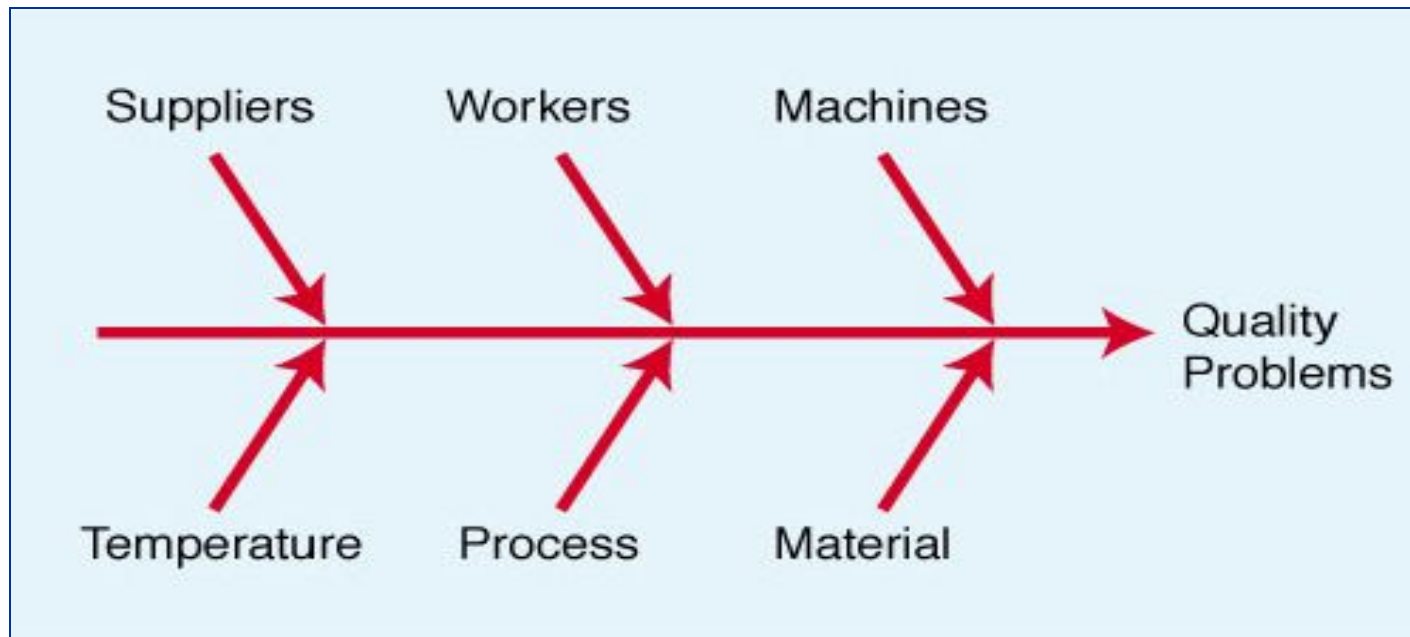 Suppliers
Workers
Machines
Quality
Problems
Temperature
Process
Material